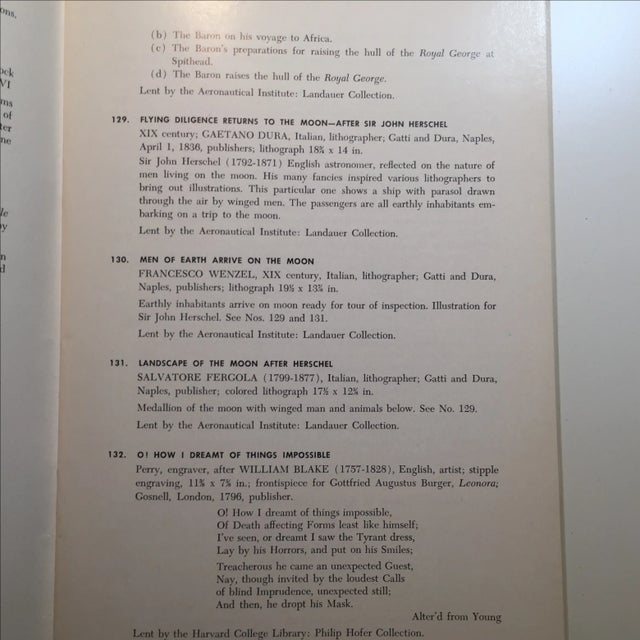 ons,
ock
VI
ms
of
ter
ne
le
by
n
d
(b) The Baron on his voyage to Africa.
(c) The Baron's preparations for raising the hull of the Royal George at
Spithead.
(d) The Baron raises the hull of the Royal George.
Lent by the Aeronautical Institute: Landauer Collection.
129. FLYING DILIGENCE RETURNS TO THE MOON—AFTER SIR JOHN HERSCHEL
XIX century; GAETANO DURA, Italian, lithographer; Gatti and Dura, Naples,
April 1, 1836, publishers; lithograph 18¾ x 14 in.
Sir John Herschel (1792-1871) English astronomer, reflected on the nature of
men living on the moon. His many fancies inspired various lithographers to
bring out illustrations. This particular one shows a ship with parasol drawn
through the air by winged men. The passengers are all earthly inhabitants em-
barking on a trip to the moon.
Lent by the Aeronautical Institute: Landauer Collection.
130. MEN OF EARTH ARRIVE ON THE MOON
FRANCESCO WENZEL, XIX century, Italian, lithographer; Gatti and Dura,
Naples, publishers; lithograph x in.
Earthly inhabitants arrive on moon ready for tour of inspection. Illustration for
Sir John Herschel. See Nos. 129 and 131.
Lent by the Aeronautical Institute: Landauer Collection.
131. LANDSCAPE OF THE MOON AFTER HERSCHEL
SALVATORE FERGOLA (1799-1877), Italian, lithographer; Gatti and Dura,
Naples, publisher; colored lithograph 17½ x in.
Medallion of the moon with winged man and animals below. See No. 129.
Lent by the Aeronautical Institute: Landauer Collection.
132. O! HOW I DREAMT OF THINGS IMPOSSIBLE
Perry, engraver, after WILLIAM BLAKE (1757-1828), English, artist; stipple
engraving, x in.; frontispiece for Gottfried Augustus Burger, Leonora;
Gosnell, London, 1796, publisher.
O! How I dreamt of things impossible,
Of Death affecting Forms least like himself;
I've seen, or dreamt I saw the Tyrant dress,
Lay by his Horrors, and put on his Smiles;
Treacherous he came an unexpected Guest,
Nay, though invited by the loudest Calls
of blind Imprudence, unexpected still;
And then, he dropt his Mask.
Alter'd from Young
Lent by the Harvard College Library: Philip Hofer Collection.